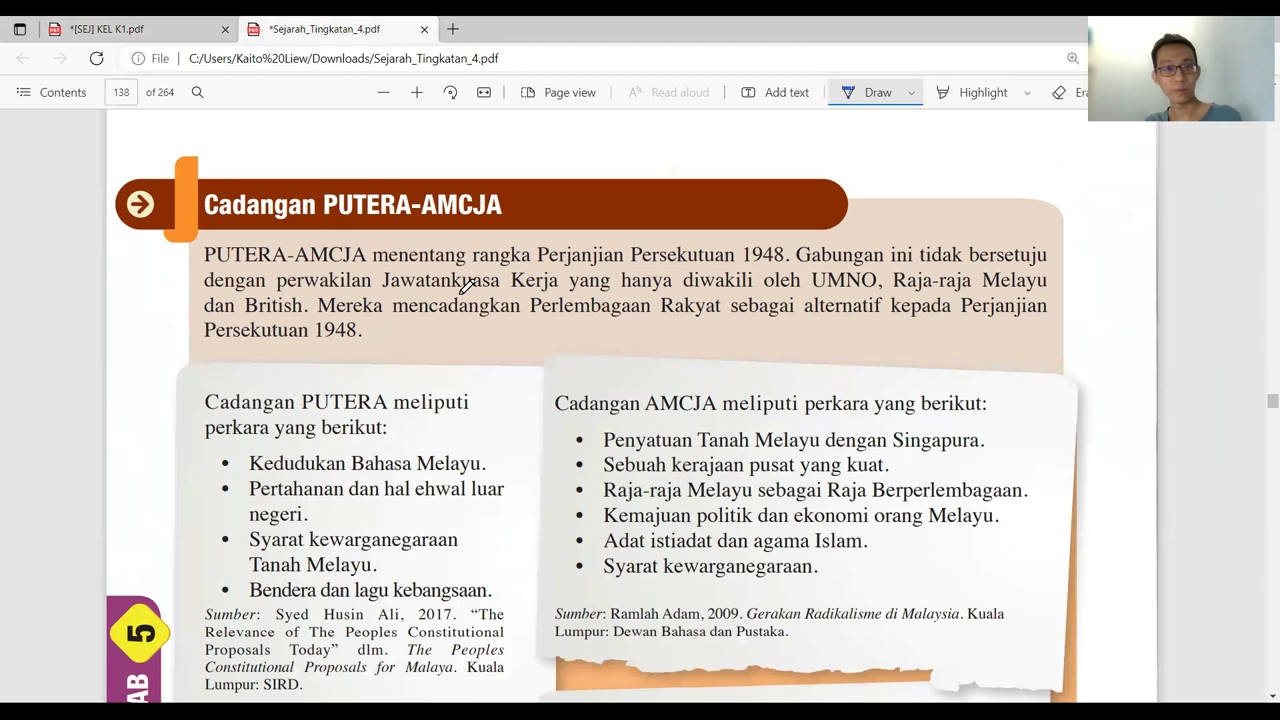 *[SEJ] KEL K1.pdf
*Sejarah_Tingkatan_4.pdf
File
C:/Users/Kaito%20Liew/Downloads/Sejarah_Tingkatan_4.pdf
Contents
138 of 264
Page view
Read aloud
Add text
Draw
Highlight
Era
Cadangan PUTERA-AMCJA
PUTERA-AMCJA menentang rangka Perjanjian Persekutuan 1948. Gabungan ini tidak bersetuju
dengan perwakilan Jawatankuasa Kerja yang hanya diwakili oleh UMNO, Raja-raja Melayu
dan British. Mereka mencadangkan Perlembagaan Rakyat sebagai alternatif kepada Perjanjian
Persekutuan 1948.
Cadangan PUTERA meliputi
perkara yang berikut:
• Kedudukan Bahasa Melayu.
• Pertahanan dan hal ehwal luar
negeri.
• Syarat kewarganegaraan
Tanah Melayu.
• Bendera dan lagu kebangsaan.
Sumber: Syed Husin Ali, 2017. “The
Relevance of The Peoples Constitutional
Proposals Today” dlm. The Peoples
Constitutional Proposals for Malaya. Kuala
Lumpur: SIRD.
Cadangan AMCJA meliputi perkara yang berikut:
• Penyatuan Tanah Melayu dengan Singapura.
• Sebuah kerajaan pusat yang kuat.
• Raja-raja Melayu sebagai Raja Berperlembagaan.
• Kemajuan politik dan ekonomi orang Melayu.
• Adat istiadat dan agama Islam.
• Syarat kewarganegaraan.
Sumber: Ramlah Adam, 2009. Gerakan Radikalisme di Malaysia. Kuala
Lumpur: Dewan Bahasa dan Pustaka.
AB 5